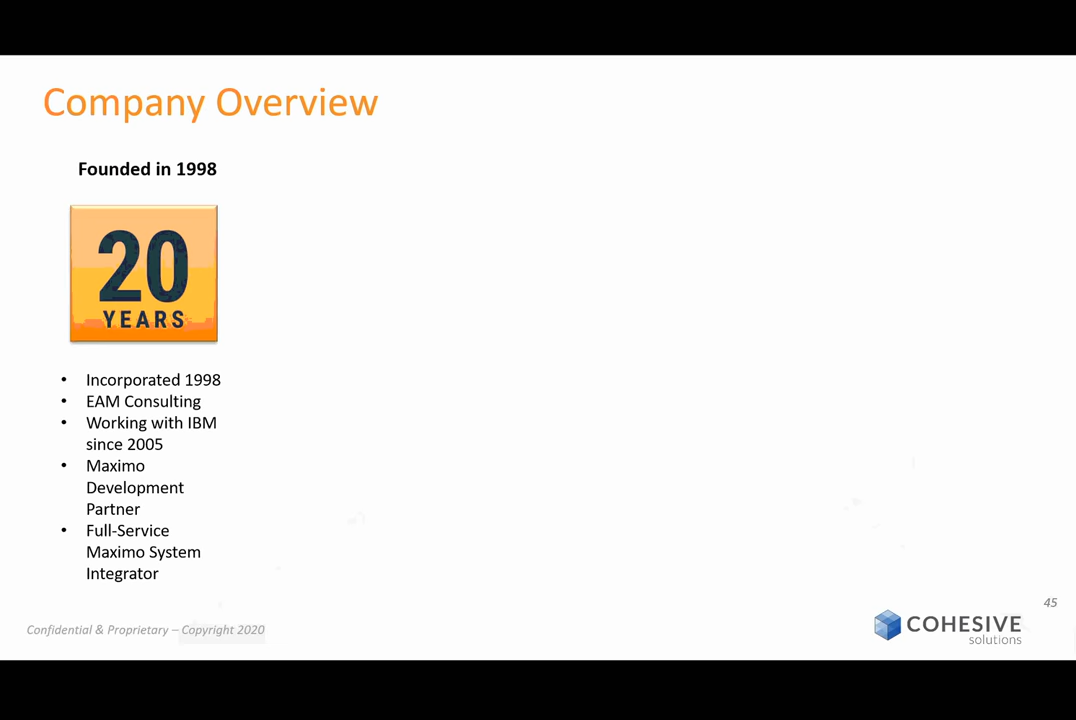 Company Overview
Founded in 1998
20
YEARS
• Incorporated 1998
• EAM Consulting
• Working with IBM
since 2005
• Maximo
Development
Partner
• Full-Service
Maximo System
Integrator
45
Confidential & Proprietary – Copyright 2020
COHESIVE
solutions